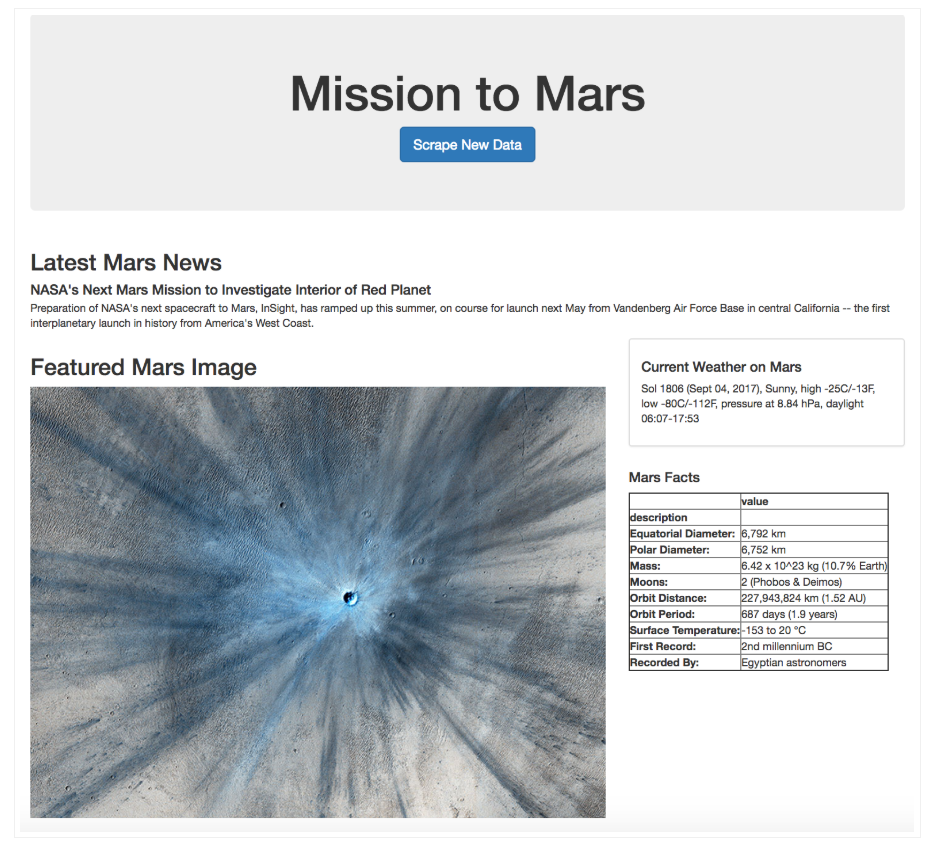 Mission to Mars
Scrape New Data
Latest Mars News
NASA's Next Mars Mission to Investigate Interior of Red Planet
Preparation of NASA's next spacecraft to Mars, InSight, has ramped up this summer, on course for launch next May from Vandenberg Air Force Base in central California -- the first
interplanetary launch in history from America's West Coast.
Featured Mars Image
Current Weather on Mars
Sol 1806 (Sept 04, 2017), Sunny, high -25C/-13F,
low -80C/-112F, pressure at 8.84 hPa, daylight
06:07-17:53
Mars Facts
value
description
Equatorial Diameter: 6,792 km
Polar Diameter: 6,752 km
Mass: 6.42 x 10^23 kg (10.7% Earth)
Moons: 2 (Phobos & Deimos)
Orbit Distance: 227,943,824 km (1.52 AU)
Orbit Period: 687 days (1.9 years)
Surface Temperature: -153 to 20 °C
First Record: 2nd millennium BC
Recorded By: Egyptian astronomers